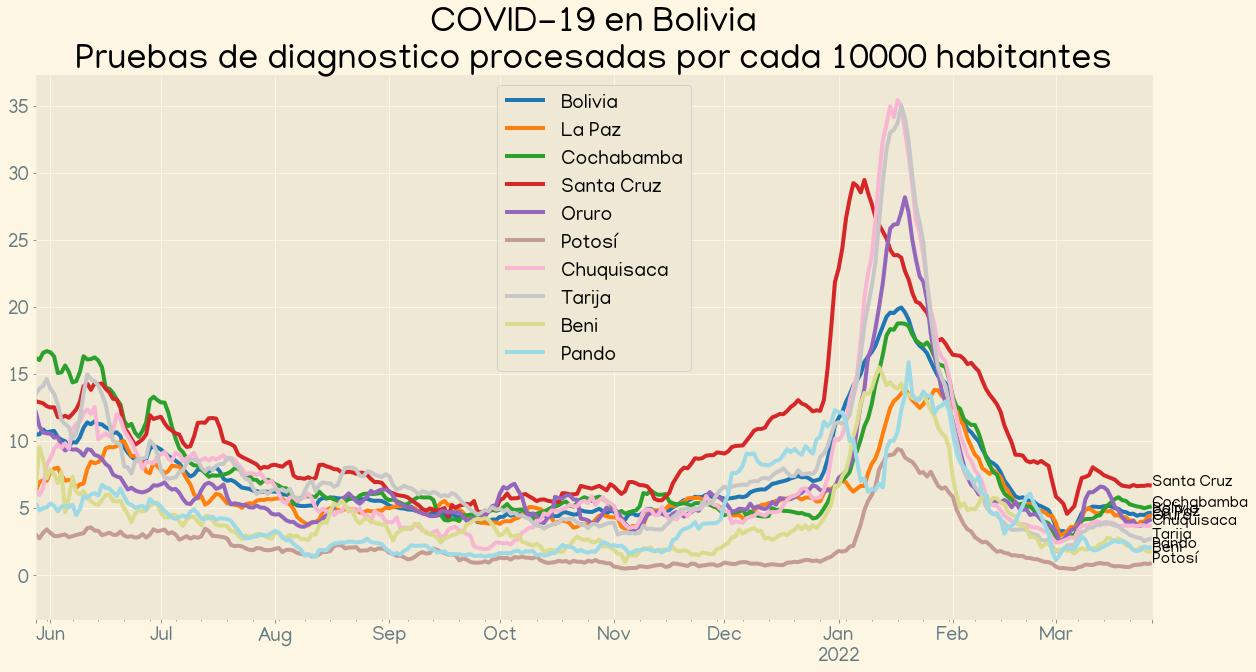 COVID-19 en Bolivia
Pruebas de diagnostico procesadas por cada 10000 habitantes
35
30
25
20
15
10
5
0
Bolivia
La Paz
Cochabamba
Santa Cruz
Oruro
Potosí
Chuquisaca
Tarija
Beni
Pando
Santa Cruz
Cochabamba
Chuquisaca
Tarija
Pando
Beni
Potosí
Jun
Jul
Aug
Sep
Oct
Nov
Dec
Jan
Feb
Mar
2022